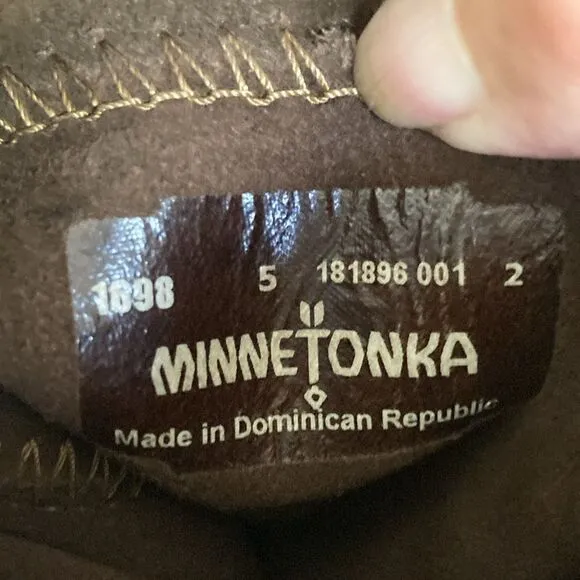 1698 5 181896 001 2
MINNETONKA
Made in Dominican Republic